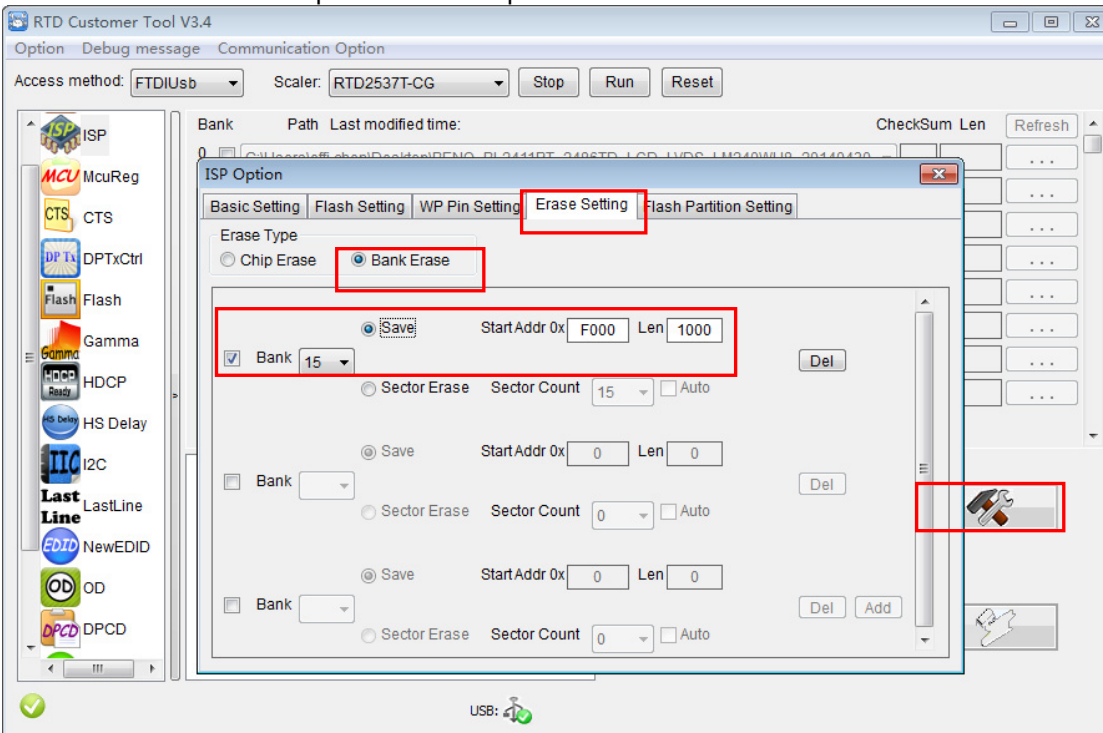 RTD Customer Tool V3.4
Option Debug message Communication Option
Access method: FTDIUsb Scaler: RTD2537T-CG Stop Run Reset
ISP
McuReg
CTS
DPTxCtrl
Flash
Gamma
HDCP
HS Delay
I2C
LastLine
NewEDID
OD
DPCD
MCU
CTS
DP Tx
Flash
Gamma
HDCP
Ready
HS Delay
IIC
Last
Line
EDID
OD
DPCD
Bank Path Last modified time: CheckSum Len Refresh
0
...
...
...
...
...
...
...
...
ISP Option
Basic Setting Flash Setting WP Pin Setting Erase Setting Flash Partition Setting
Erase Type
Chip Erase Bank Erase
Save Start Addr 0x F000 Len 1000
Bank 15 Del
Sector Erase Sector Count 15 Auto
Save Start Addr 0x 0 Len 0
Bank Del
Sector Erase Sector Count 0 Auto
Save Start Addr 0x 0 Len 0
Bank Del Add
Sector Erase Sector Count 0 Auto
USB: